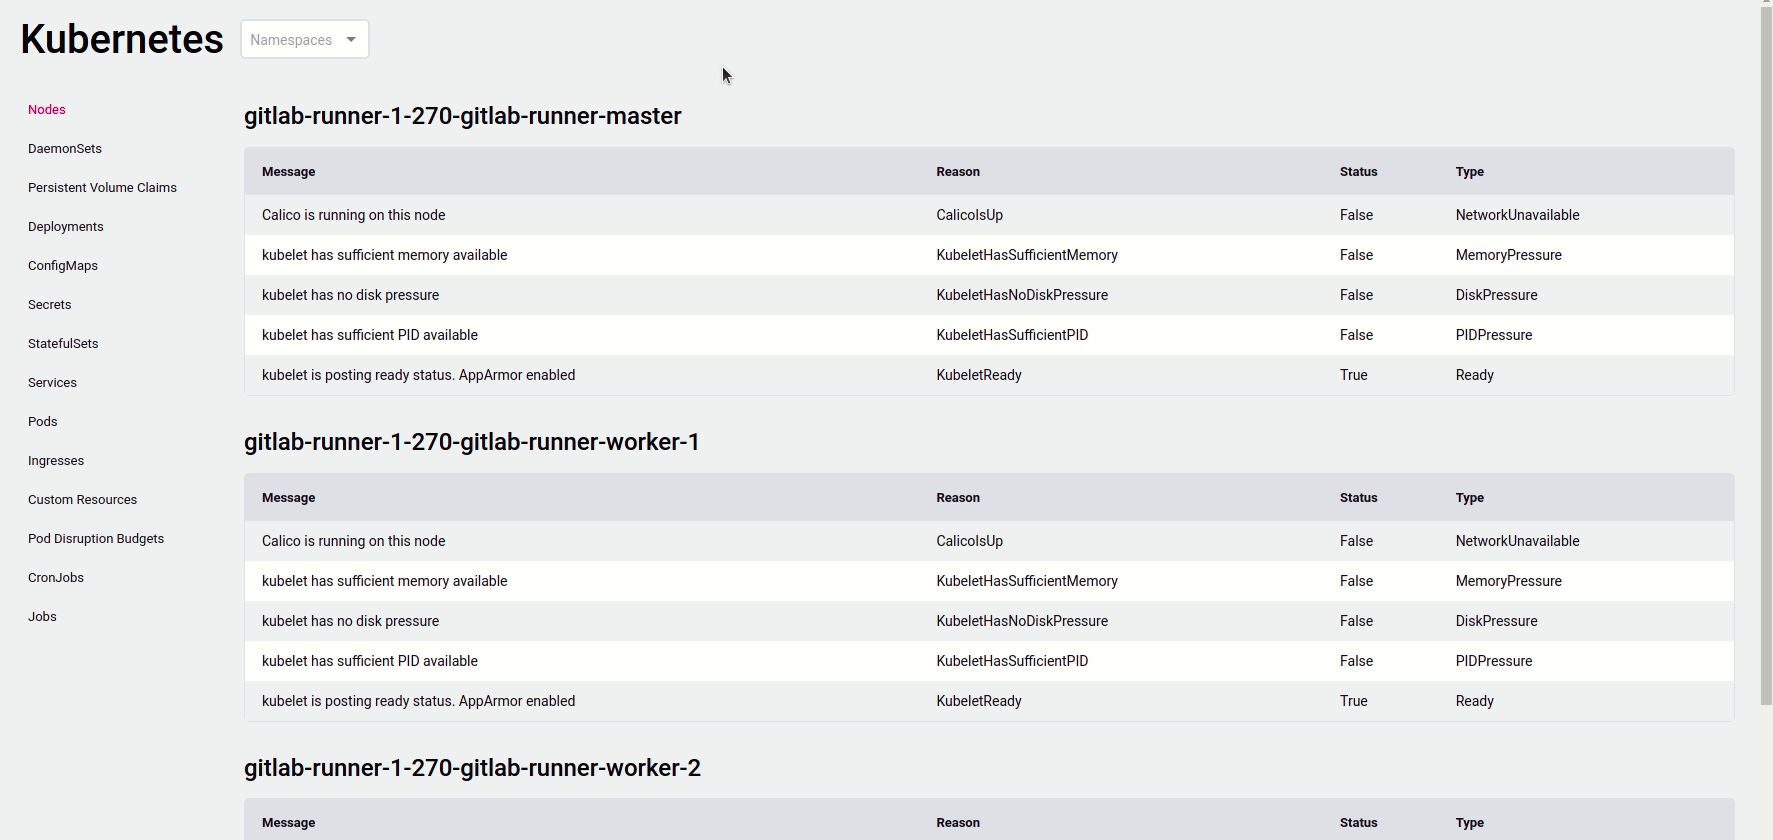 Kubernetes Namespaces
Nodes
DaemonSets
Persistent Volume Claims
Deployments
ConfigMaps
Secrets
StatefulSets
Services
Pods
Ingresses
Custom Resources
Pod Disruption Budgets
CronJobs
Jobs
gitlab-runner-1-270-gitlab-runner-master
Message Reason Status Type
Calico is running on this node CalicoIsUp False NetworkUnavailable
kubelet has sufficient memory available KubeletHasSufficientMemory False MemoryPressure
kubelet has no disk pressure KubeletHasNoDiskPressure False DiskPressure
kubelet has sufficient PID available KubeletHasSufficientPID False PIDPressure
kubelet is posting ready status. AppArmor enabled KubeletReady True Ready
gitlab-runner-1-270-gitlab-runner-worker-1
Message Reason Status Type
Calico is running on this node CalicoIsUp False NetworkUnavailable
kubelet has sufficient memory available KubeletHasSufficientMemory False MemoryPressure
kubelet has no disk pressure KubeletHasNoDiskPressure False DiskPressure
kubelet has sufficient PID available KubeletHasSufficientPID False PIDPressure
kubelet is posting ready status. AppArmor enabled KubeletReady True Ready
gitlab-runner-1-270-gitlab-runner-worker-2
Message Reason Status Type